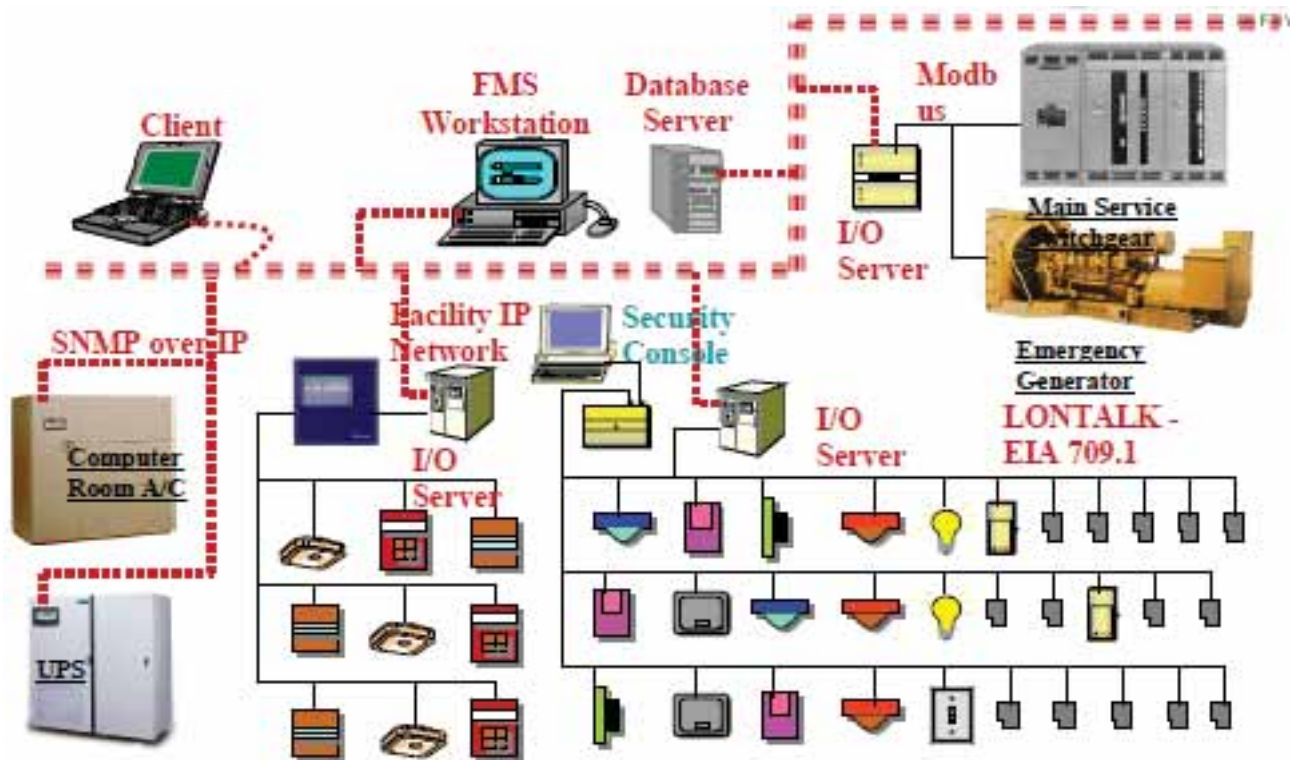 Client
FMS
Workstation
Database
Server
Modb
us
Main Service
Switchgear
I/O
Server
SNMP over IP
Facility IP
Network
Security
Console
Emergency
Generator
LONTALK -
EIA 709.1
I/O
Server
I/O
Server
Computer
Room A/C
UPS